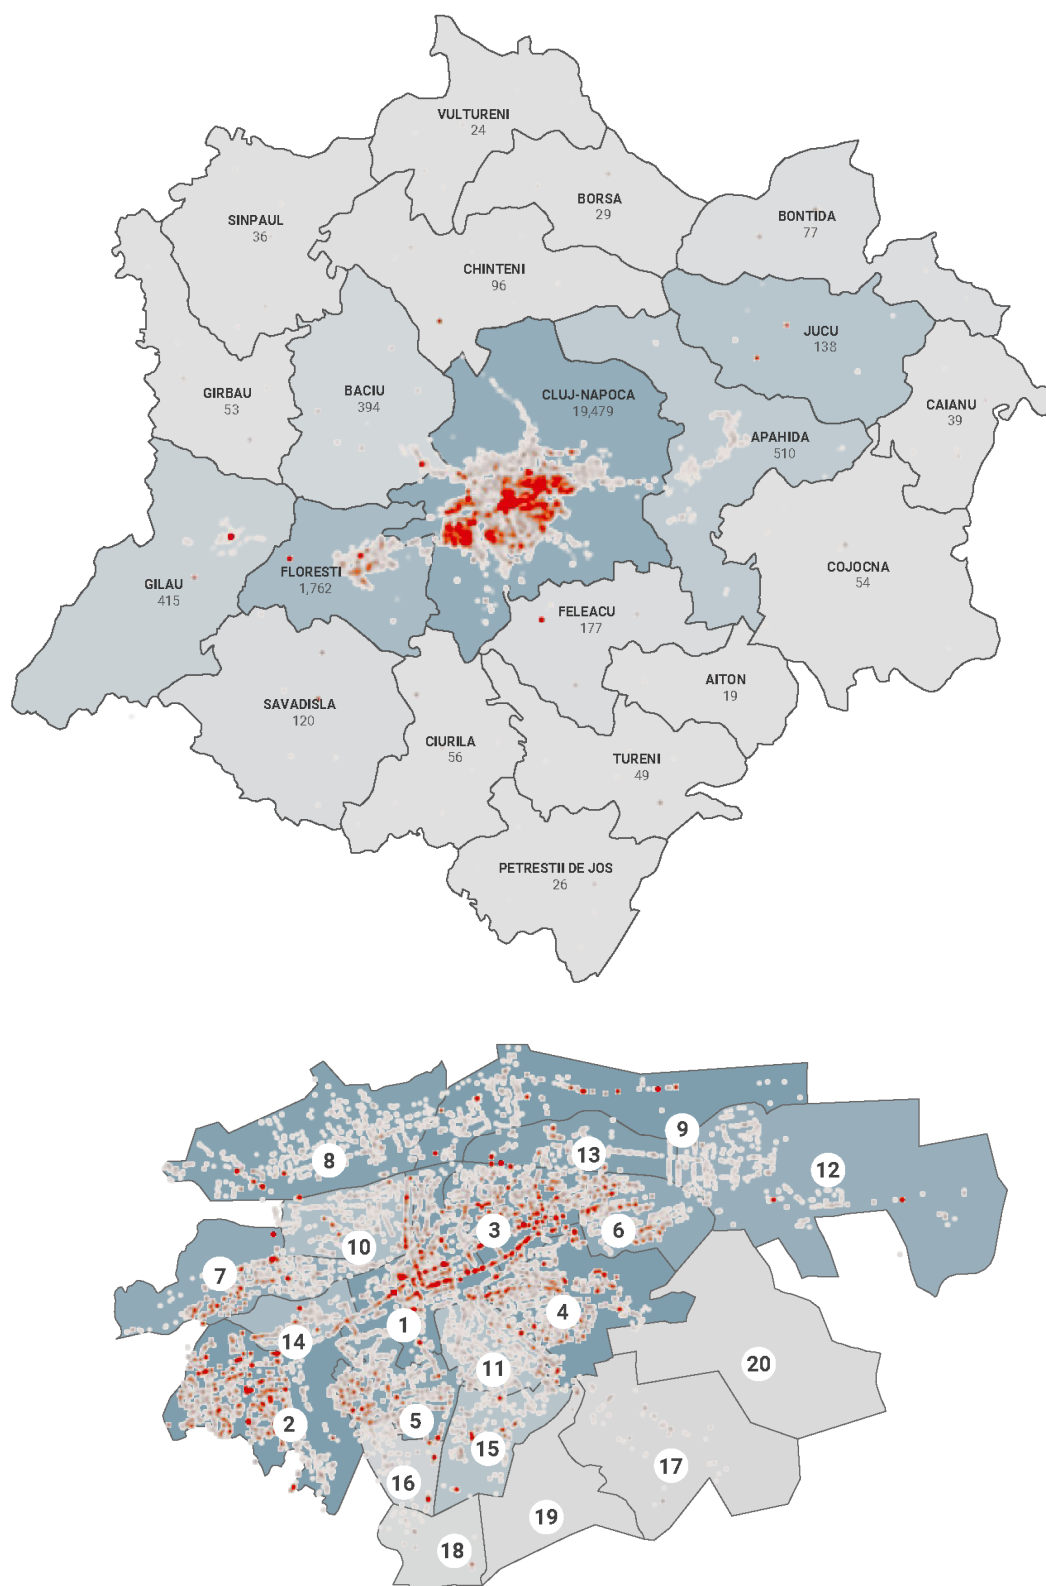 VULTURENI
24
BORSA
29
SINPAUL
36
BONTIDA
77
CHINTENI
96
JUCU
138
GIRBAU
53
BACIU
394
CLUJ-NAPOCA
19,479
CAIANU
39
APAHIDA
510
GILAU
415
FLORESTI
1,762
COJOCNA
54
FELEACU
177
AITON
19
SAVADISLA
120
CIURILA
56
TURENI
49
PETRESTII DE JOS
26
9
13
8
12
3
6
10
7
4
1
14
11
20
5
2
15
17
16
19
18